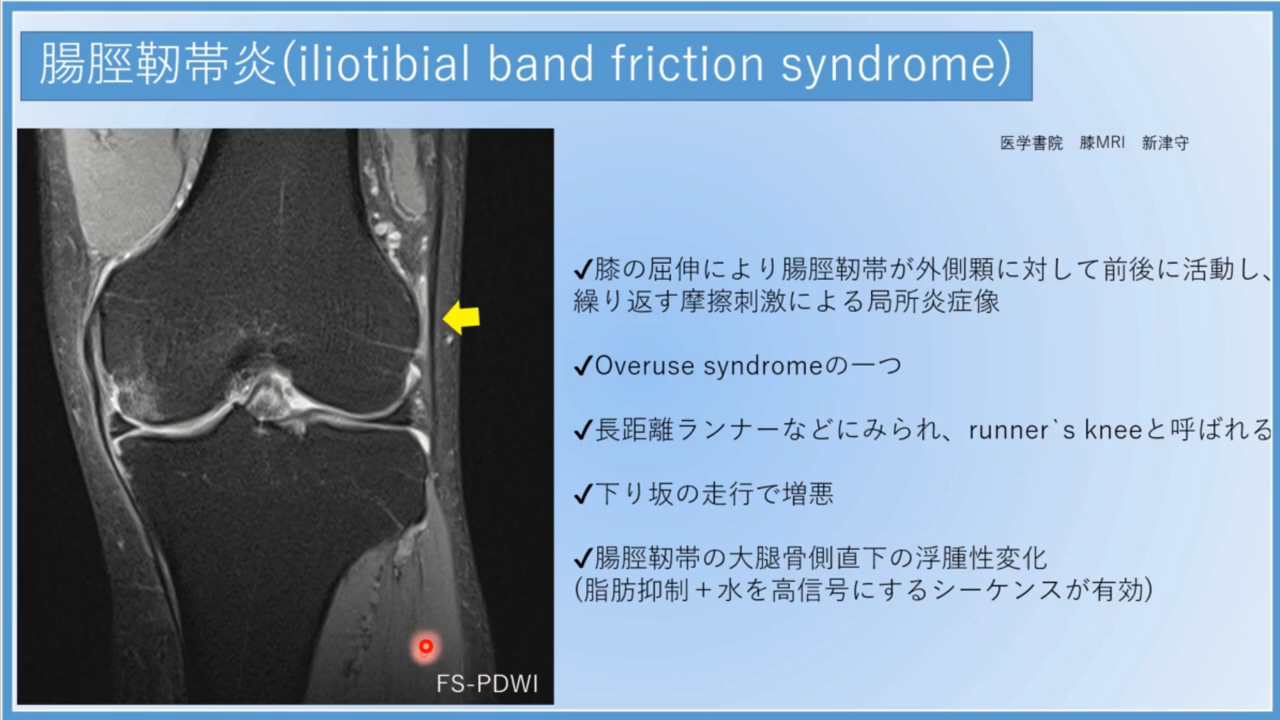 腸脛靭帯炎(iliotibial band friction syndrome)
医学書院　膝MRI　新津守
✓膝の屈伸により腸脛靭帯が外側顆に対して前後に活動し、
繰り返す摩擦刺激による局所炎症像
✓Overuse syndromeの一つ
✓長距離ランナーなどにみられ、runner`s kneeと呼ばれる
✓下り坂の走行で増悪
✓腸脛靭帯の大腿骨側直下の浮腫性変化
(脂肪抑制＋水を高信号にするシーケンスが有効)
FS-PDWI